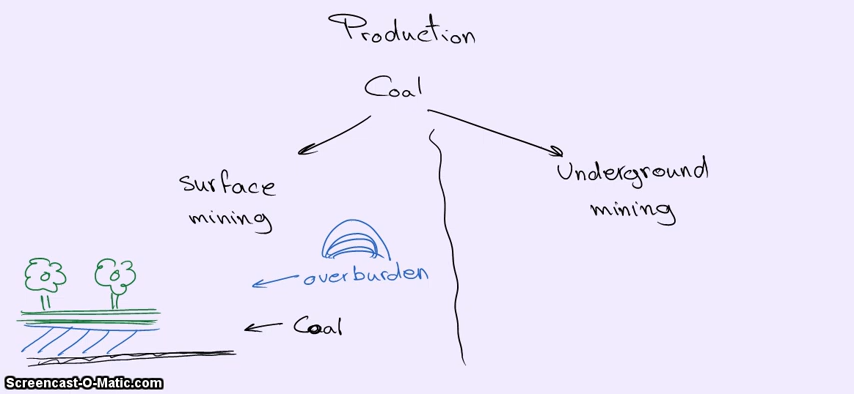 Production
Coal
surface
mining
Underground
mining
overburden
Coal
Screencast-O-Matic.com